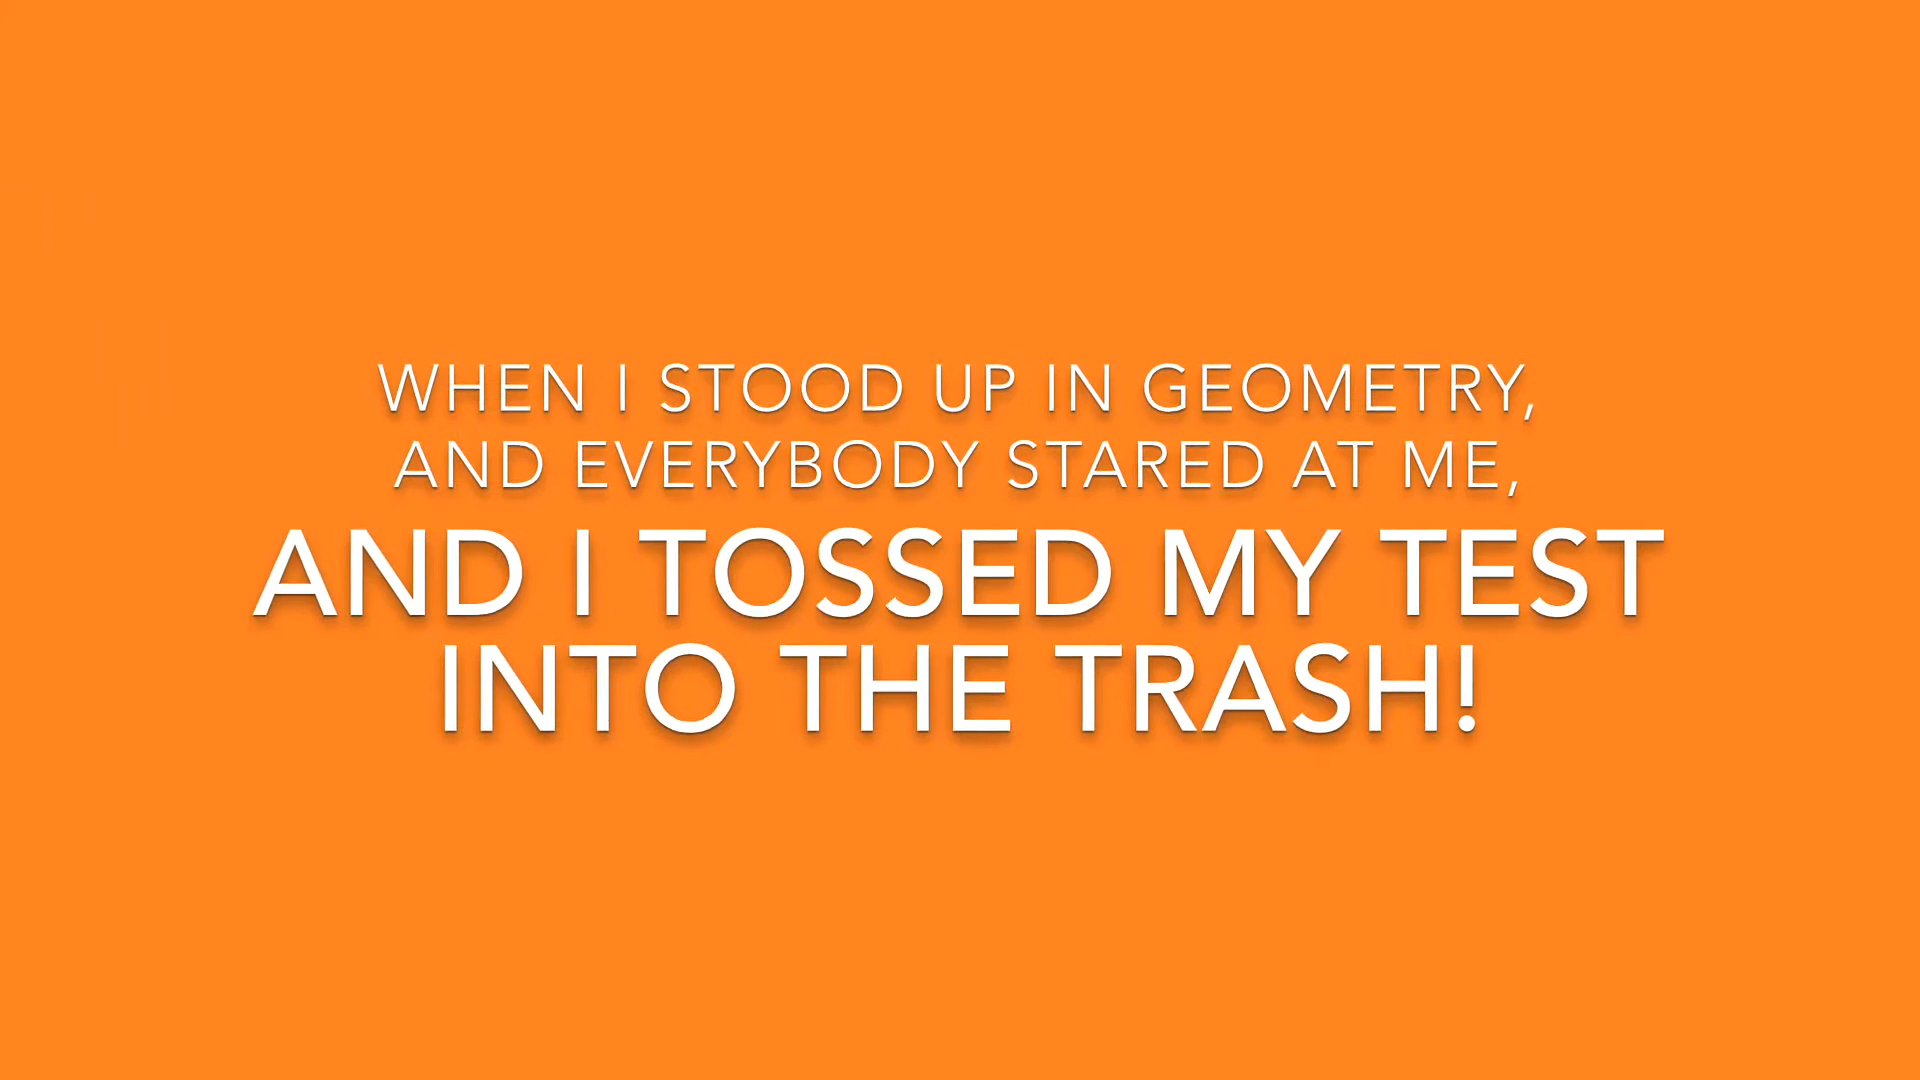 WHEN I STOOD UP IN GEOMETRY,
AND EVERYBODY STARED AT ME,
AND I TOSSED MY TEST
INTO THE TRASH!